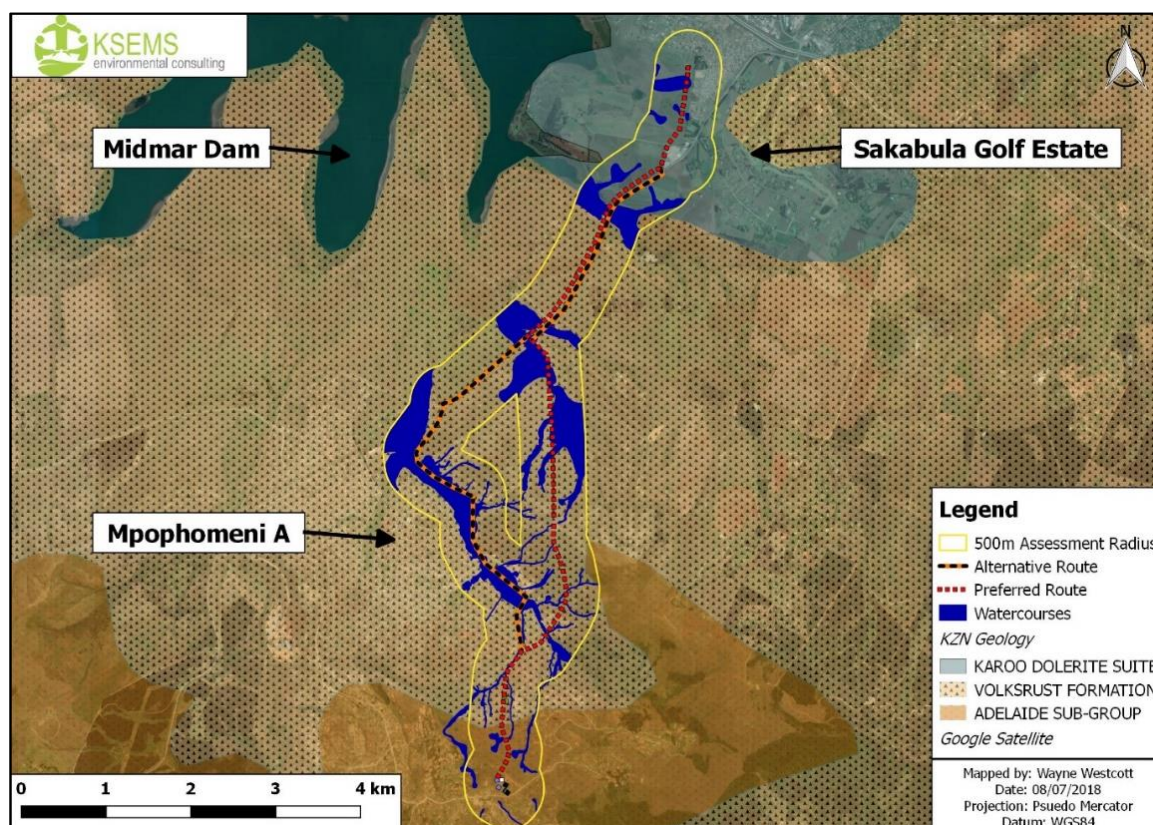 KSEMS
environmental consulting
N
Midmar Dam
Sakabula Golf Estate
Mpophomeni A
Legend
500m Assessment Radius
Alternative Route
Preferred Route
Watercourses
KZN Geology
KAROO DOLERITE SUITE
VOLKSRUST FORMATION
ADELAIDE SUB-GROUP
Google Satellite
0 1 2 3 4 km
Mapped by: Wayne Westcott
Date: 08/07/2018
Projection: Psuedo Mercator
Datum: WGS84